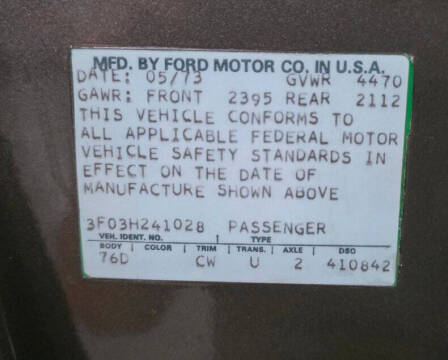 MFD. BY FORD MOTOR CO. IN U.S.A.
DATE: 05/73 GVWR 4470
GAWR: FRONT 2395 REAR 2112
THIS VEHICLE CONFORMS TO
ALL APPLICABLE FEDERAL MOTOR
VEHICLE SAFETY STANDARDS IN
EFFECT ON THE DATE OF
MANUFACTURE SHOWN ABOVE
3F03H241028 PASSENGER
VEH. IDENT. NO. TYPE
BODY COLOR TRIM TRANS. AXLE DSO
76D CW U 2 410842